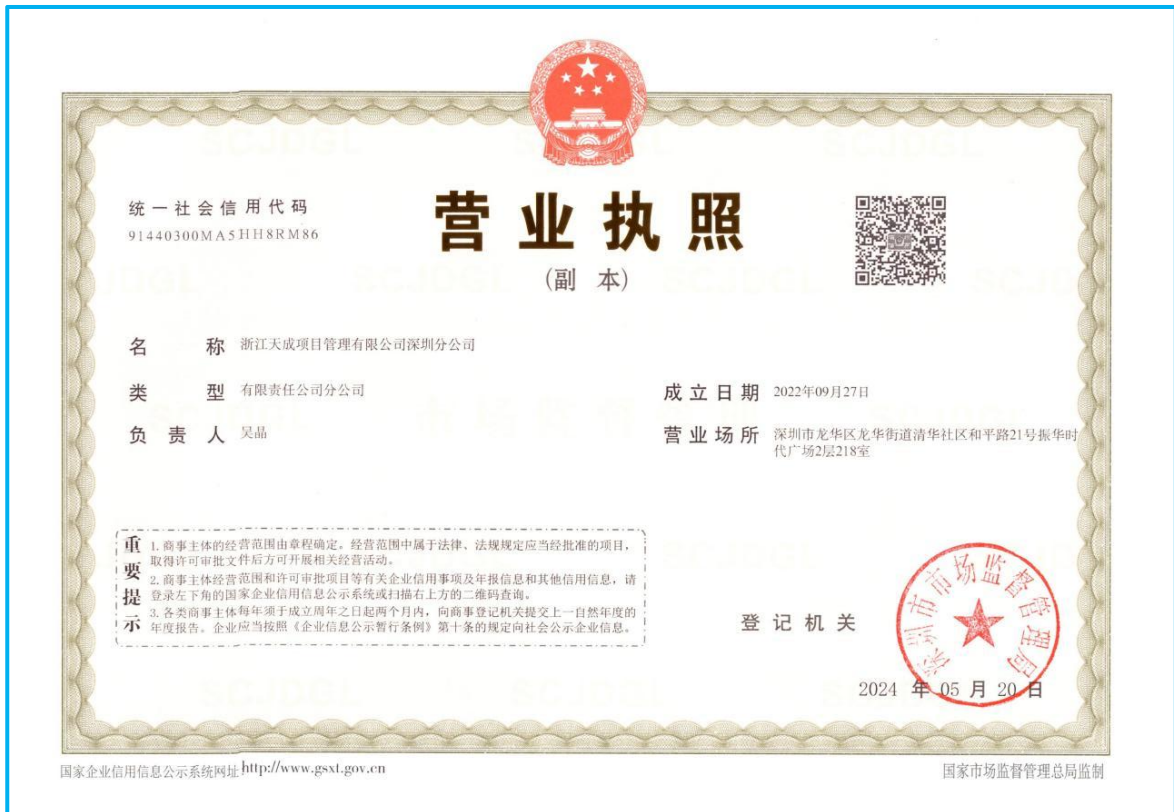 统一社会信用代码
91440300MA5HH8RM86
营业执照
(副 本)
名 称 浙江天成项目管理有限公司深圳分公司
类 型 有限责任公司分公司
负 责 人 吴晶
成 立 日 期 2022年09月27日
营 业 场 所 深圳市龙华区龙华街道清华社区和平路21号振华时
代广场2层218室
重要提示
1. 商事主体的经营范围由章程确定。经营范围中属于法律、法规规定应当经批准的项目,
取得许可审批文件后方可开展相关经营活动。
2. 商事主体经营范围和许可审批项目等有关企业信用事项及年报信息和其他信用信息,请
登录左下角的国家企业信用信息公示系统或扫描右上方的二维码查询。
3. 各类商事主体每年须于成立周年之日起两个月内,向商事登记机关提交上一自然年度的
年度报告。企业应当按照《企业信息公示暂行条例》第十条的规定向社会公示企业信息。
登 记 机 关
深圳市市场监督管理局
2024 年 05 月 20 日
国家企业信用信息公示系统网址http://www.gsxt.gov.cn
国家市场监督管理总局监制